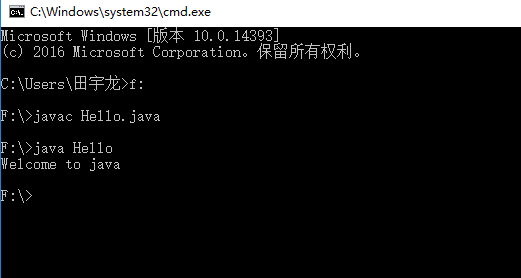 C:\Windows\system32\cmd.exe
Microsoft Windows [版本 10.0.14393]
(c) 2016 Microsoft Corporation。保留所有权利。
C:\Users\田宇龙>f:
F:\>javac Hello.java
F:\>java Hello
Welcome to java
F:\>